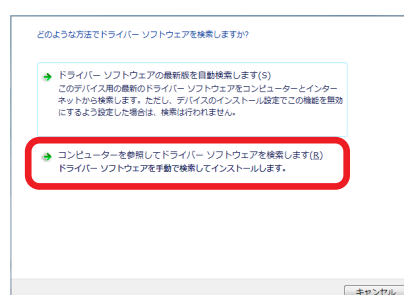 どのような方法でドライバー ソフトウェアを検索しますか?
ドライバー ソフトウェアの最新版を自動検索します(S)
このデバイス用の最新のドライバー ソフトウェアをコンピューターとインター
ネットから検索します。ただし、デバイスのインストール設定でこの機能を無効
にするよう設定した場合は、検索は行われません。
コンピューターを参照してドライバー ソフトウェアを検索します(R)
ドライバー ソフトウェアを手動で検索してインストールします。
キャンセル